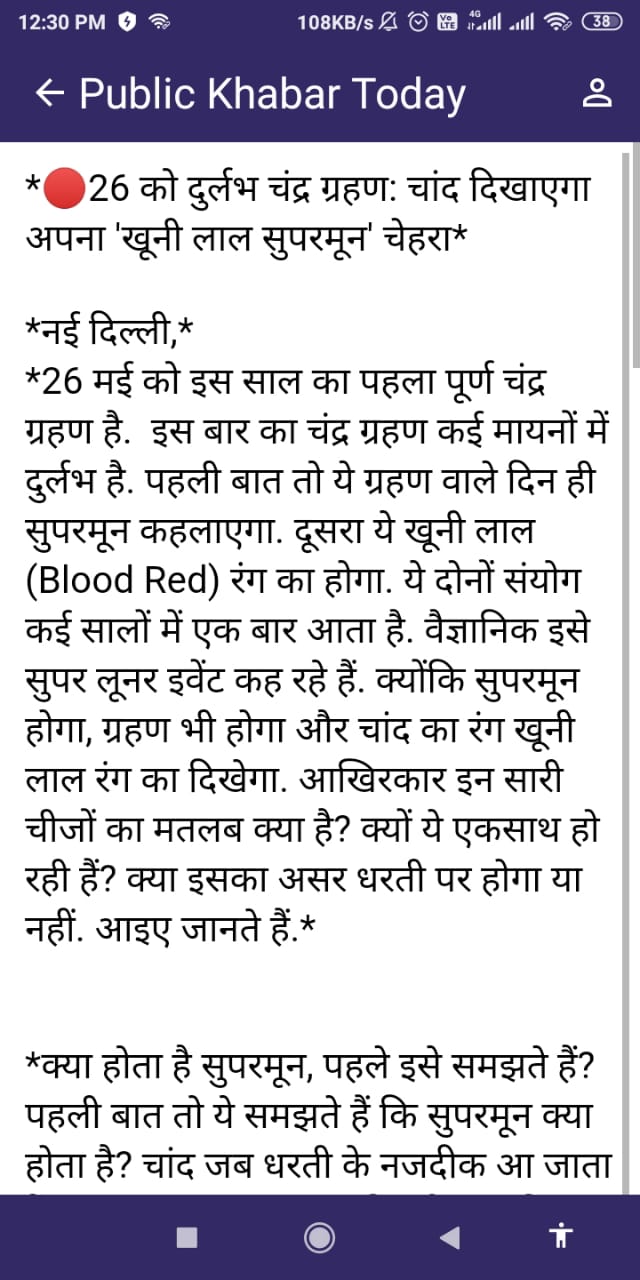 12:30 PM 108KB/s Vo LTE 4G 38
Public Khabar Today
*🔴26 को दुर्लभ चंद्र ग्रहण: चांद दिखाएगा
अपना 'खूनी लाल सुपरमून' चेहरा*
*नई दिल्ली,*
*26 मई को इस साल का पहला पूर्ण चंद्र
ग्रहण है.  इस बार का चंद्र ग्रहण कई मायनों में
दुर्लभ है. पहली बात तो ये ग्रहण वाले दिन ही
सुपरमून कहलाएगा. दूसरा ये खूनी लाल
(Blood Red) रंग का होगा. ये दोनों संयोग
कई सालों में एक बार आता है. वैज्ञानिक इसे
सुपर लूनर इवेंट कह रहे हैं. क्योंकि सुपरमून
होगा, ग्रहण भी होगा और चांद का रंग खूनी
लाल रंग का दिखेगा. आखिरकार इन सारी
चीजों का मतलब क्या है? क्यों ये एकसाथ हो
रही हैं? क्या इसका असर धरती पर होगा या
नहीं. आइए जानते हैं.*
*क्या होता है सुपरमून, पहले इसे समझते हैं?
पहली बात तो ये समझते हैं कि सुपरमून क्या
होता है? चांद जब धरती के नजदीक आ जाता